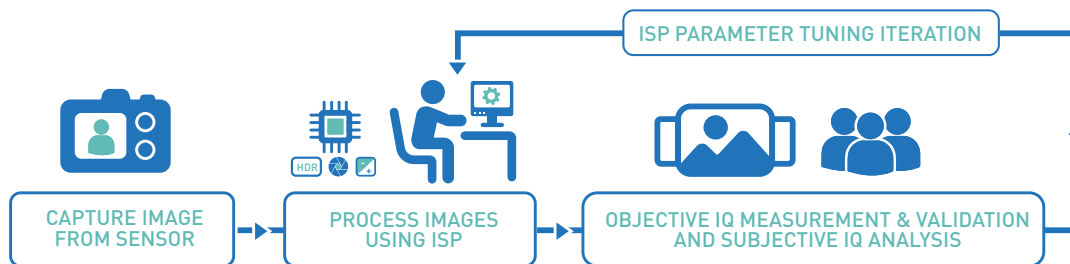 ISP PARAMETER TUNING ITERATION
HDR
CAPTURE IMAGE
FROM SENSOR
PROCESS IMAGES
USING ISP
OBJECTIVE IQ MEASUREMENT & VALIDATION
AND SUBJECTIVE IQ ANALYSIS